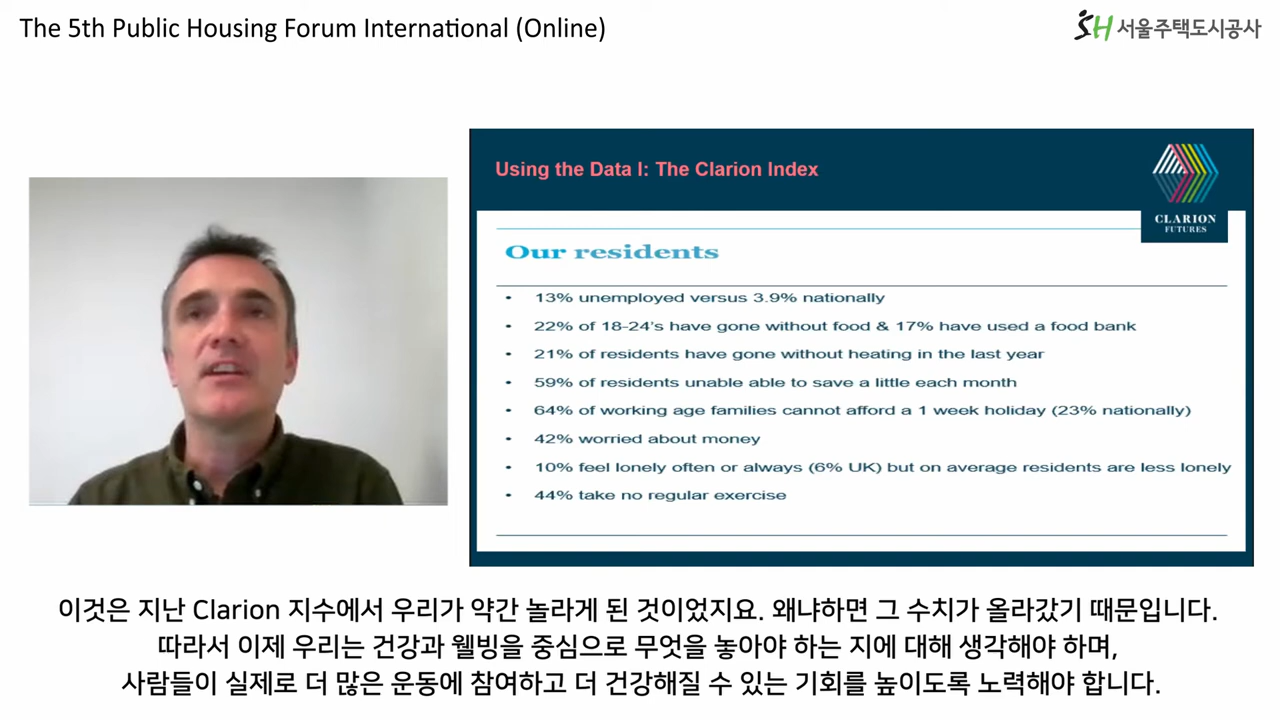 The 5th Public Housing Forum International (Online)
SH 서울주택도시공사
Using the Data I: The Clarion Index
CLARION
FUTURES
Our residents
• 13% unemployed versus 3.9% nationally
• 22% of 18-24's have gone without food & 17% have used a food bank
• 21% of residents have gone without heating in the last year
• 59% of residents unable able to save a little each month
• 64% of working age families cannot afford a 1 week holiday (23% nationally)
• 42% worried about money
• 10% feel lonely often or always (6% UK) but on average residents are less lonely
• 44% take no regular exercise
이것은 지난 Clarion 지수에서 우리가 약간 놀라게 된 것이었지요. 왜냐하면 그 수치가 올라갔기 때문입니다.
따라서 이제 우리는 건강과 웰빙을 중심으로 무엇을 놓아야 하는 지에 대해 생각해야 하며,
사람들이 실제로 더 많은 운동에 참여하고 더 건강해질 수 있는 기회를 높이도록 노력해야 합니다.